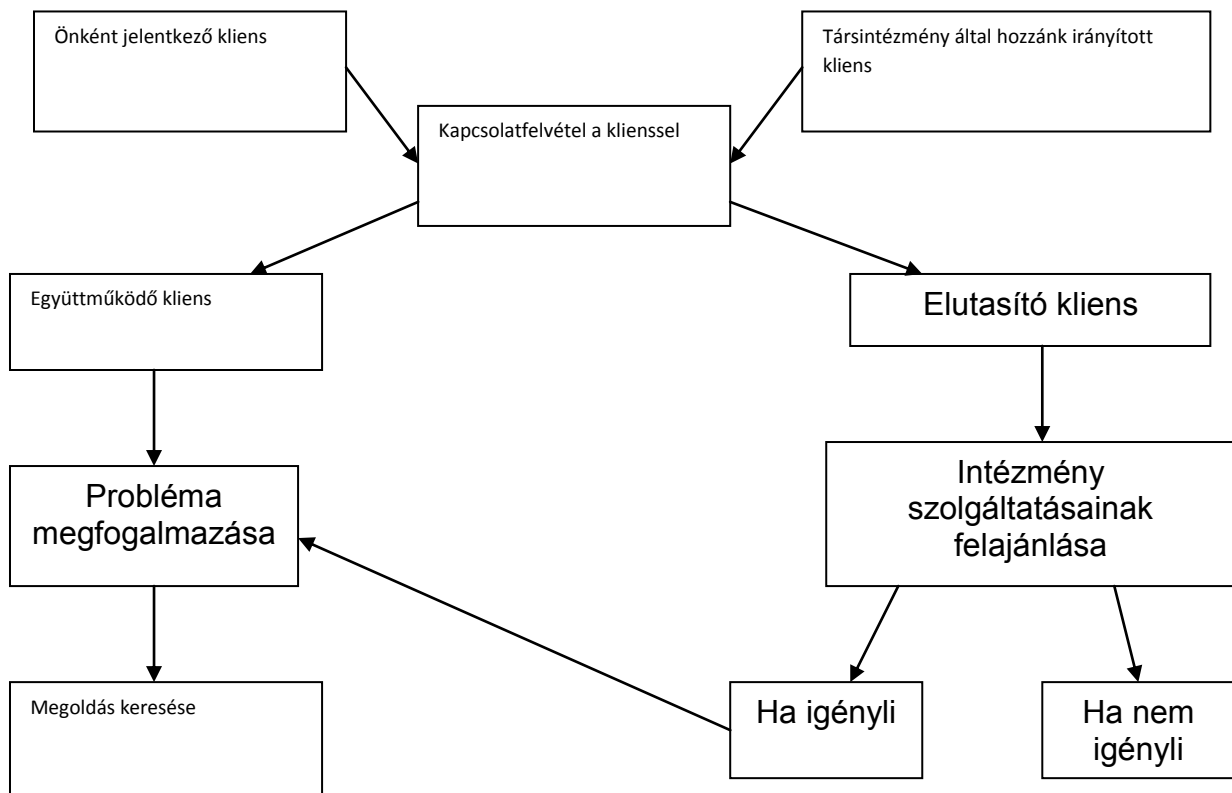 Önként jelentkező kliens
Társintézmény által hozzánk irányított
kliens
Kapcsolatfelvétel a klienssel
Együttműködő kliens
Elutasító kliens
Probléma
megfogalmazása
Intézmény
szolgáltatásainak
felajánlása
Megoldás keresése
Ha igényli
Ha nem
igényli